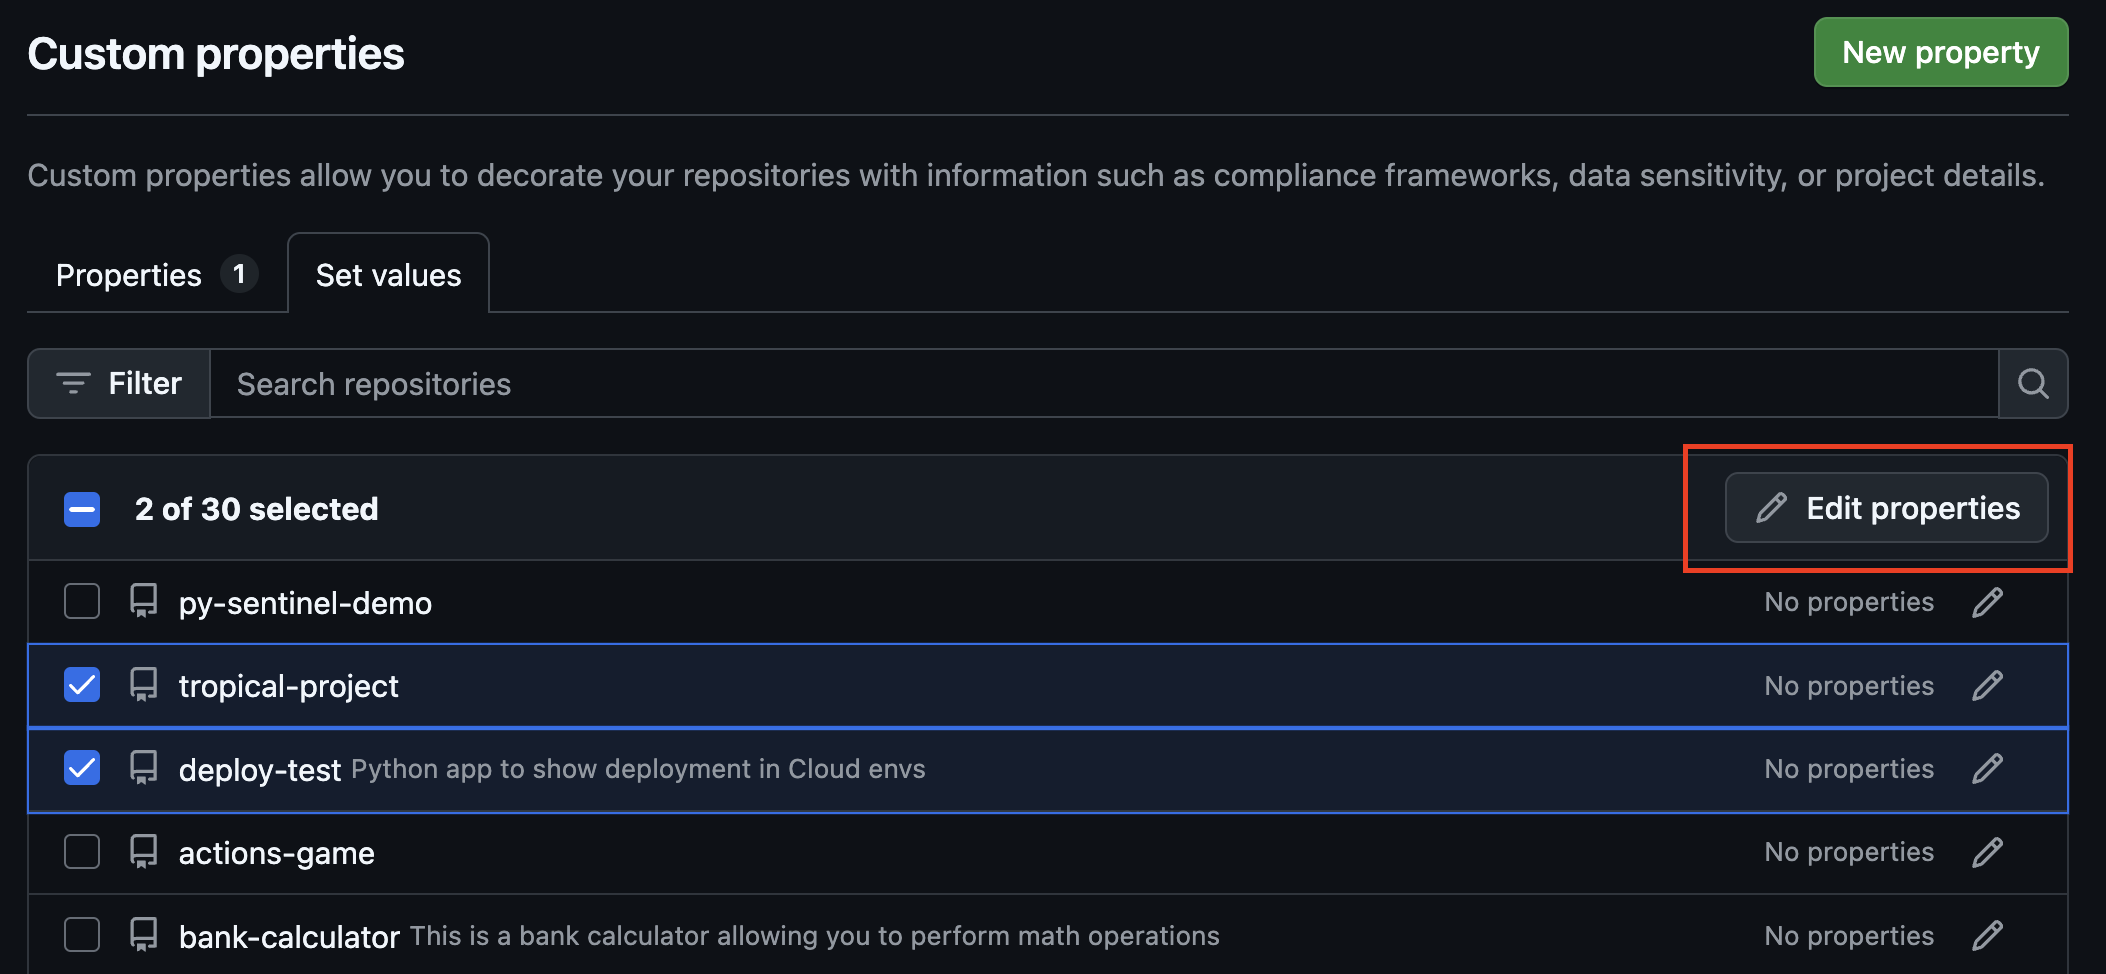 Custom properties
New property
Custom properties allow you to decorate your repositories with information such as compliance frameworks, data sensitivity, or project details.
Properties 1 Set values
Filter Search repositories
2 of 30 selected Edit properties
py-sentinel-demo No properties
tropical-project No properties
deploy-test Python app to show deployment in Cloud envs No properties
actions-game No properties
bank-calculator This is a bank calculator allowing you to perform math operations No properties